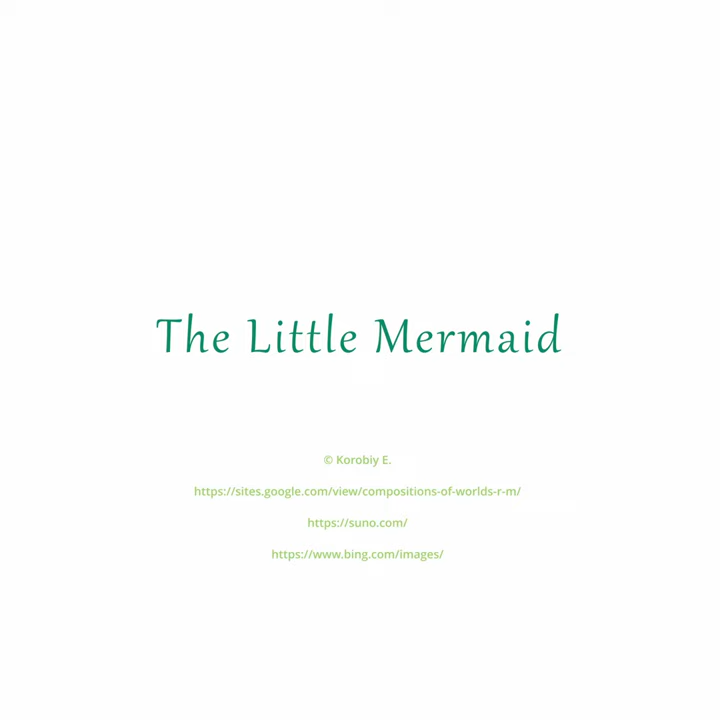 The Little Mermaid
© Korobiy E.
https://sites.google.com/view/compositions-of-worlds-r-m/
https://suno.com/
https://www.bing.com/images/